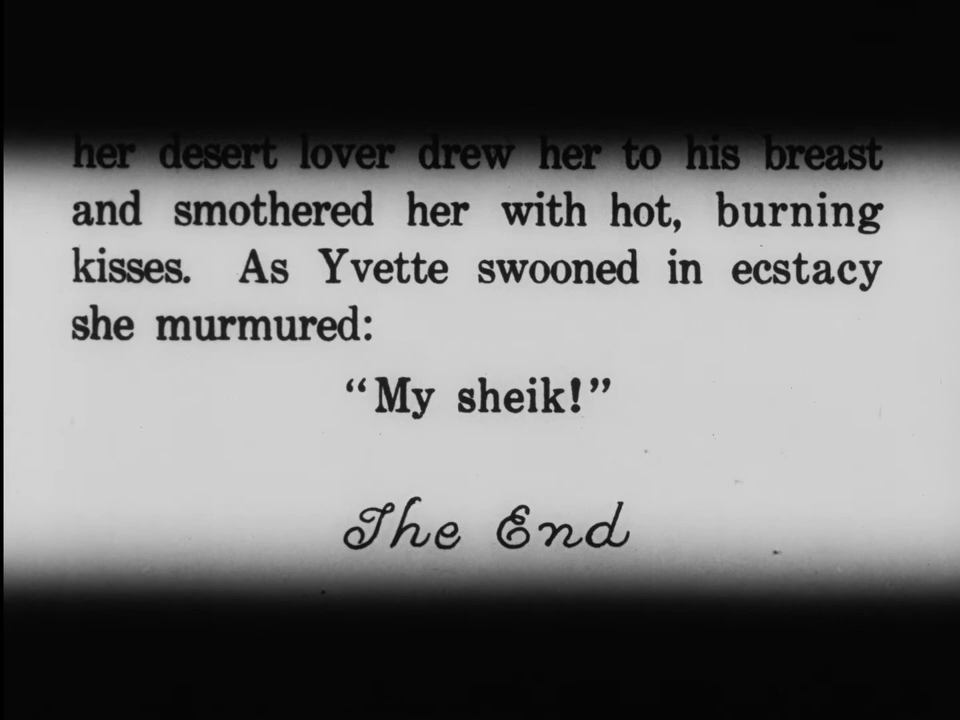 her desert lover drew her to his breast
and smothered her with hot, burning
kisses. As Yvette swooned in ecstacy
she murmured:
“My sheik!”
The End